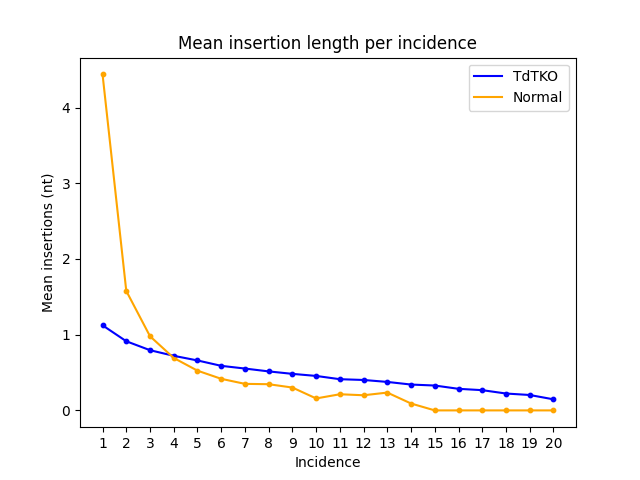 Mean insertion length per incidence
TdTKO
Normal
Mean insertions (nt)
4
3
2
1
0
1 2 3 4 5 6 7 8 9 10 11 12 13 14 15 16 17 18 19 20
Incidence